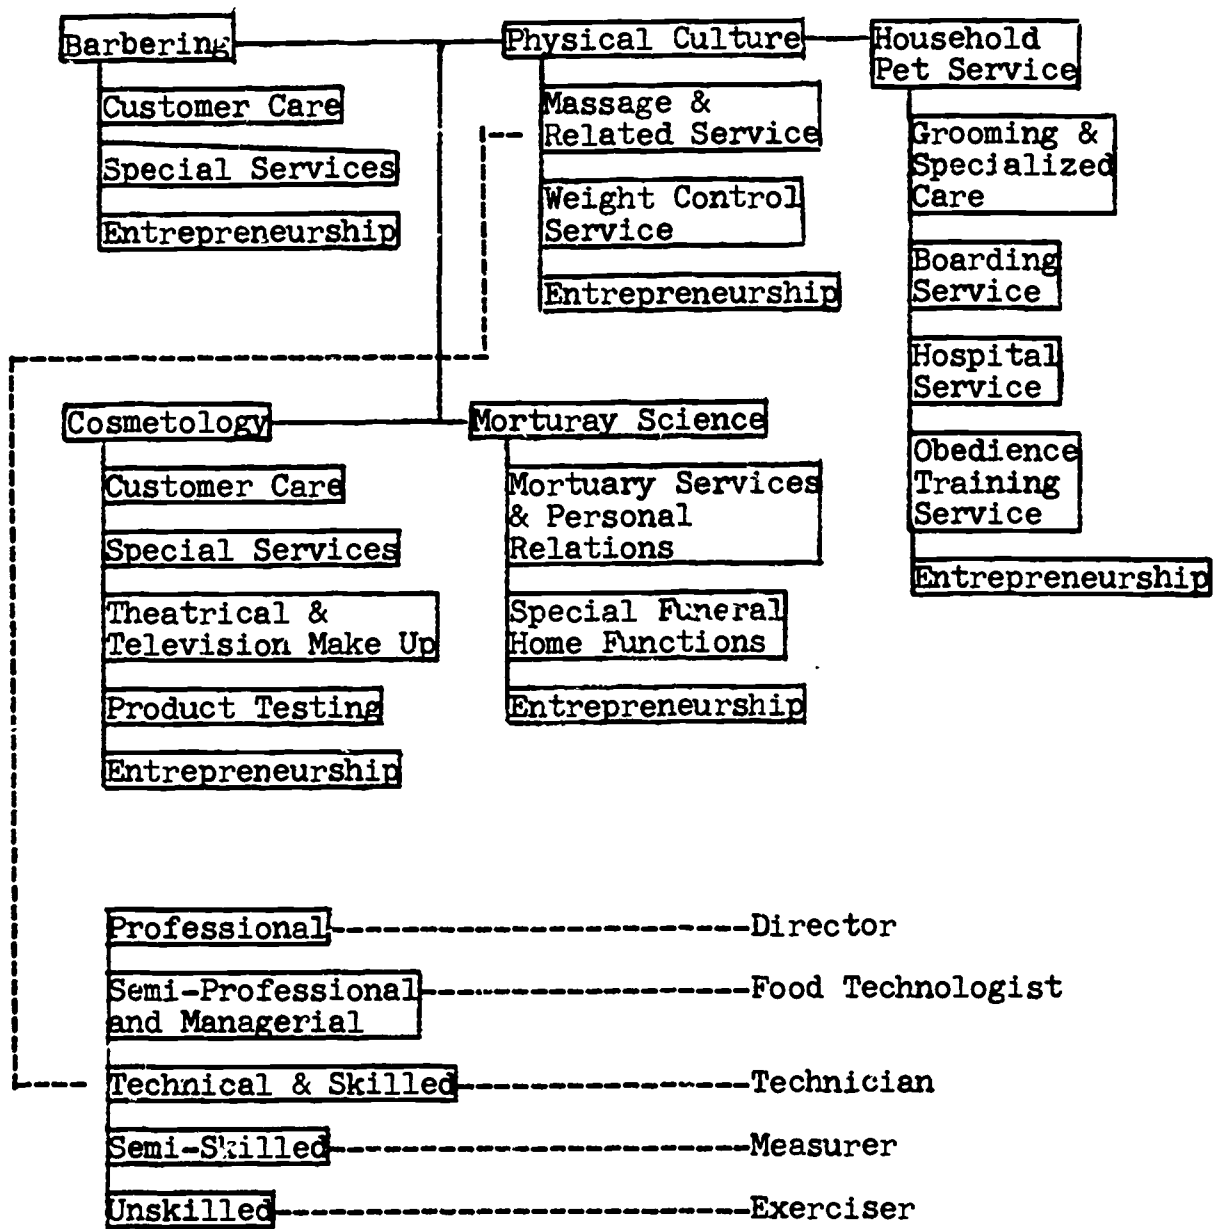 Barbering
Customer Care
Special Services
Entrepreneurship
Physical Culture
Massage &
Related Service
Weight Control
Service
Entrepreneurship
Household
Pet Service
Grooming &
Specialized
Care
Boarding
Service
Hospital
Service
Obedience
Training
Service
Entrepreneurship
Cosmetology
Customer Care
Special Services
Theatrical &
Television Make Up
Product Testing
Entrepreneurship
Morturay Science
Mortuary Services
& Personal
Relations
Special Funeral
Home Functions
Entrepreneurship
Professional Director
Semi-Professional Food Technologist
and Managerial
Technical & Skilled Technician
Semi-Skilled Measurer
Unskilled Exerciser